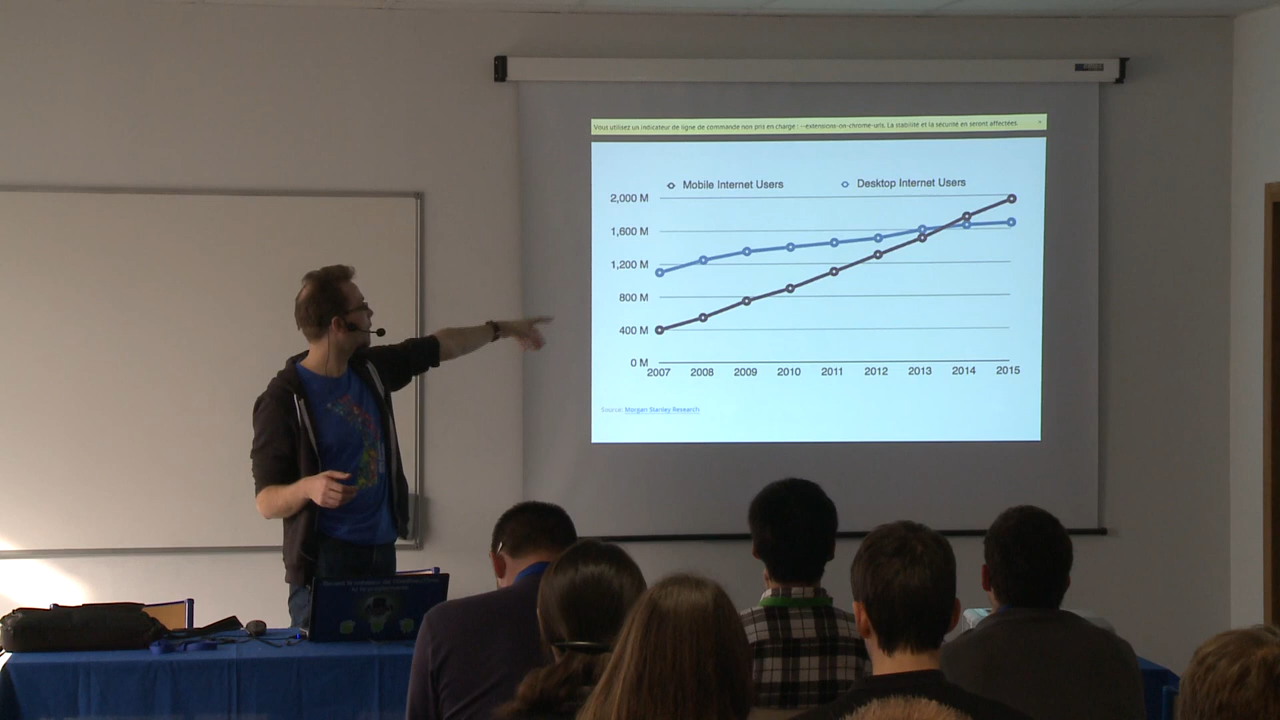 Vous utilisez un indicateur de ligne de commande non pris en charge : --extensions-on-chrome-urls. La stabilité et la sécurité en seront affectées.
Mobile Internet Users Desktop Internet Users
2,000 M
1,600 M
1,200 M
800 M
400 M
0 M
2007 2008 2009 2010 2011 2012 2013 2014 2015
Source: Morgan Stanley Research